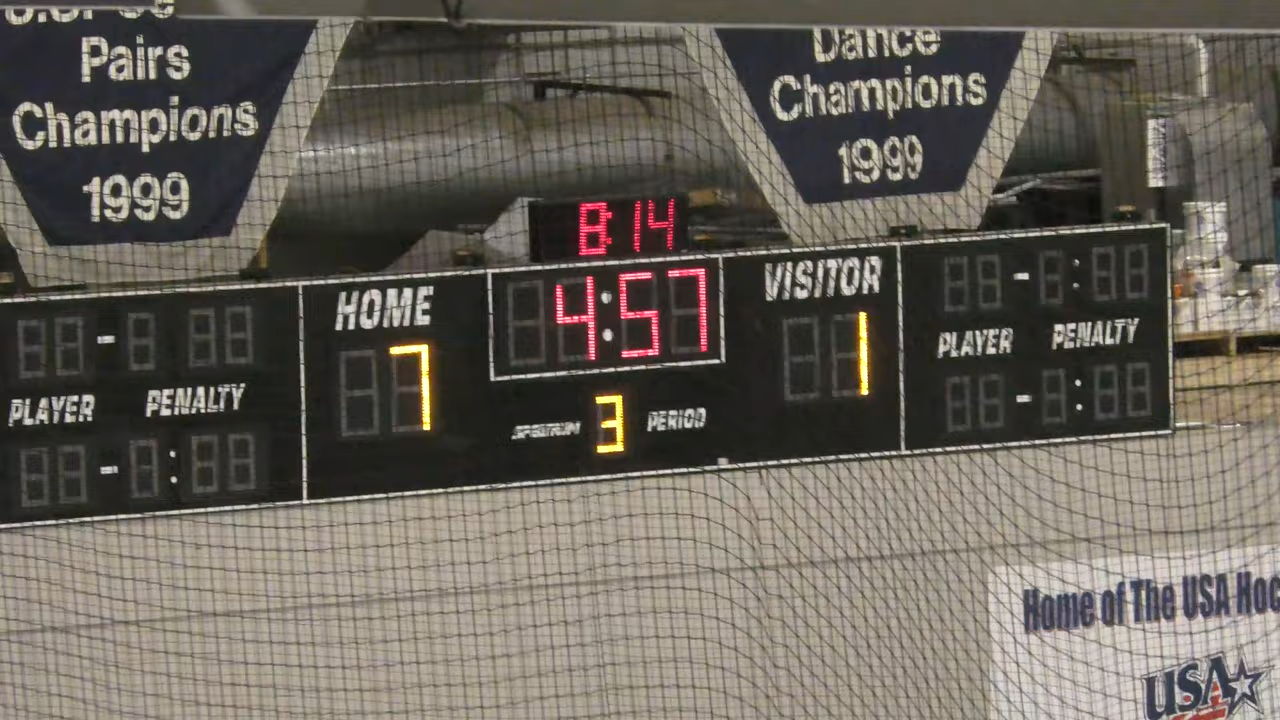 Pairs
Champions
1999
Dance
Champions
1999
8:14
HOME
4:57
VISITOR
7
1
PLAYER PENALTY
SPECTRUM 3 PERIOD
PLAYER PENALTY
Home of The USA
USA